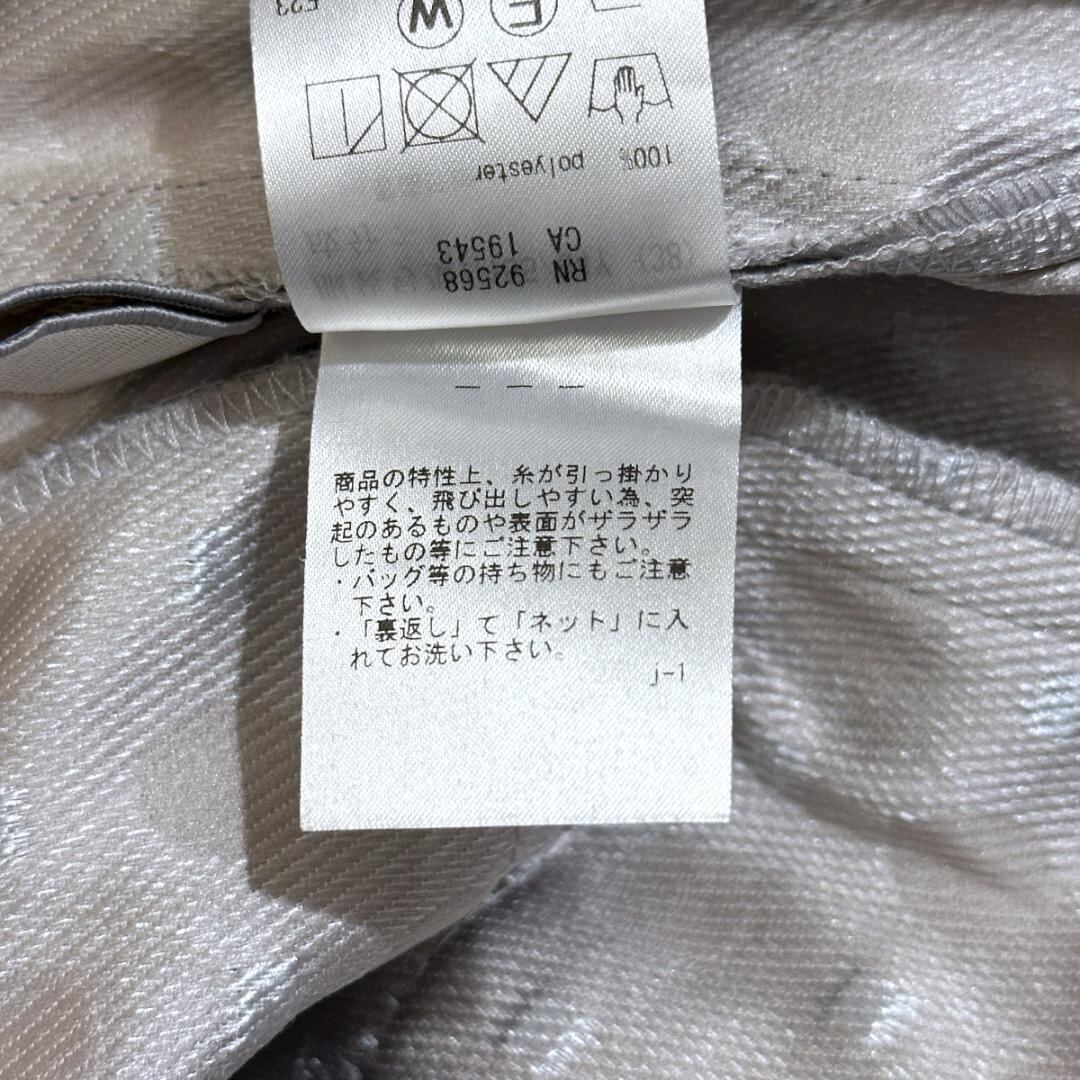 F23
W
E
100% polyester
RN 92568
CA 19543
— — —
商品の特性上、糸が引っ掛かり
やすく、飛び出しやすい為、突
起のあるものや表面がザラザラ
したもの等にご注意下さい。
・バッグ等の持ち物にもご注意
下さい。
・「裏返し」て「ネット」に入
れてお洗い下さい。
j-1